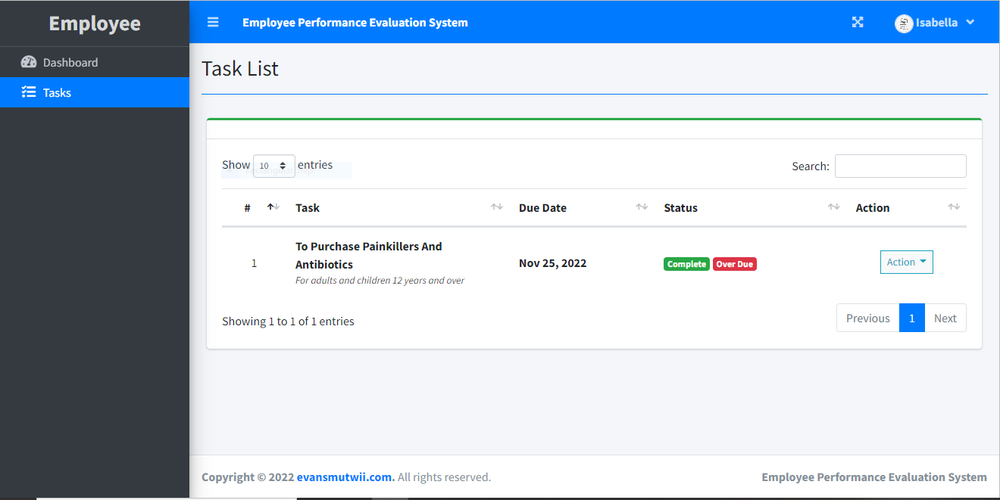 Employee
Employee Performance Evaluation System
Isabella
Dashboard
Tasks
Task List
Show 10 entries
Search:
# Task Due Date Status Action
1 To Purchase Painkillers And
Antibiotics
For adults and children 12 years and over
Nov 25, 2022
Complete Over Due
Action
Showing 1 to 1 of 1 entries
Previous 1 Next
Copyright © 2022 evansmutwii.com. All rights reserved.
Employee Performance Evaluation System